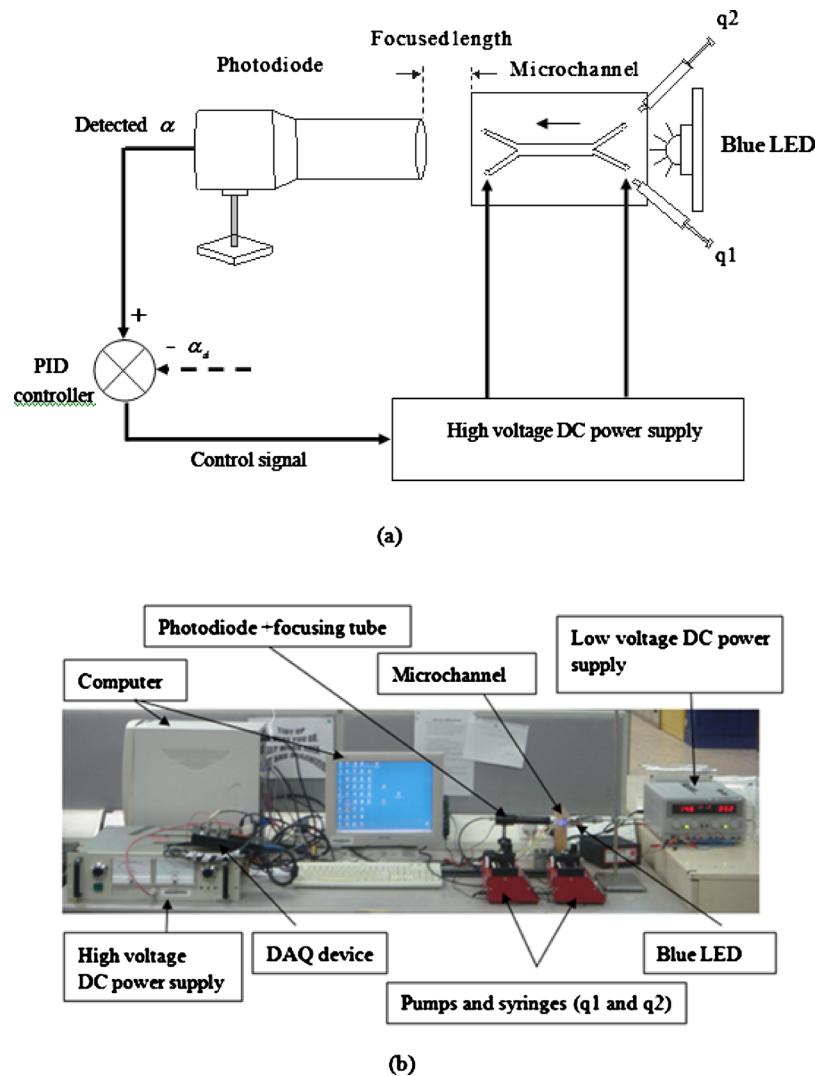 q2
Focused length
Photodiode
Microchannel
Detected α
Blue LED
q1
+
− α_d
PID
controller
High voltage DC power supply
Control signal
(a)
Photodiode +focusing tube
Low voltage DC power
supply
Microchannel
Computer
TIDY UP
High voltage
DC power supply
DAQ device
Blue LED
Pumps and syringes (q1 and q2)
(b)